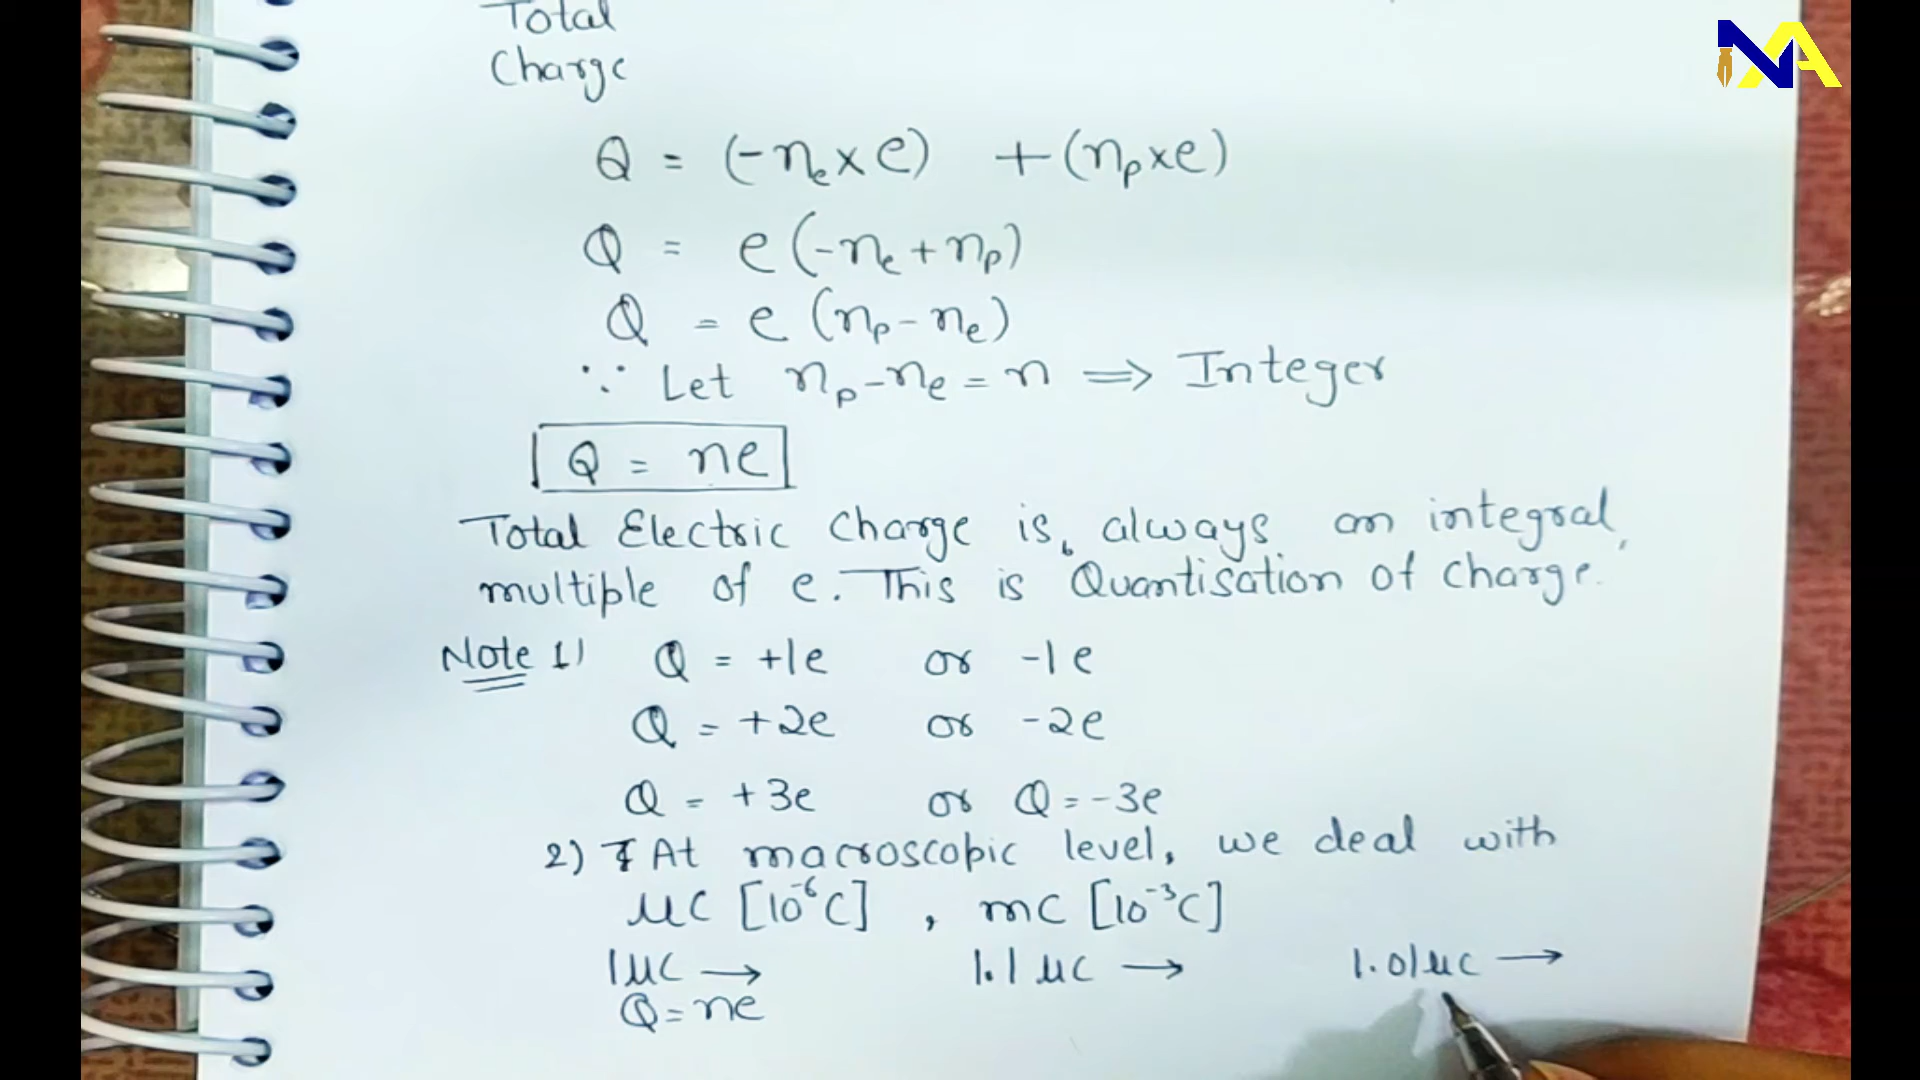 Total
Charge
Q = (-nₑ × e) + (nₚ × e)
Q = e (-nₑ + nₚ)
Q = e (nₚ - nₑ)
∵ Let nₚ - nₑ = n ⟹ Integer
Q = ne
Total Electric Charge is, always an integral,
multiple of e. This is Quantisation of charge.
Note 1) Q = +1e or -1e
Q = +2e or -2e
Q = +3e or Q = -3e
2) At macroscopic level, we deal with
μC [10⁻⁶C] , mC [10⁻³C]
1μC → 1.1 μC → 1.01μC →
Q = ne
NA